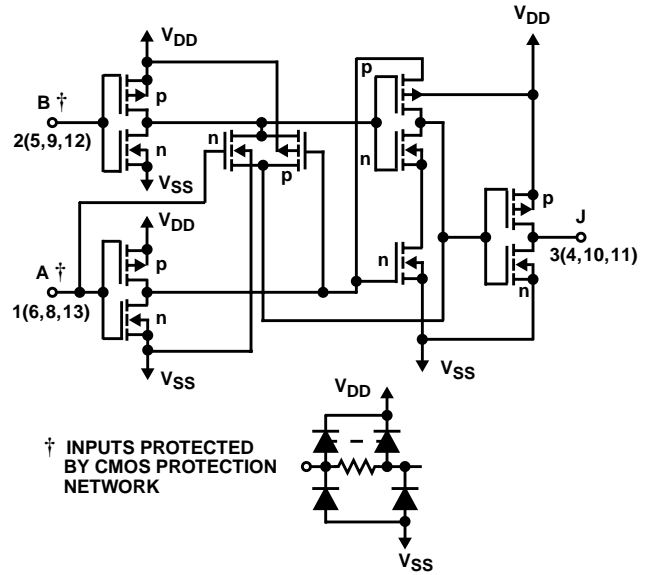 VDD
p
B †
p
2(5,9,12)
n
n
n
VSS
p
p
VDD
J
A †
p
3(4,10,11)
n
n
n
1(6,8,13)
VSS
VSS
VDD
† INPUTS PROTECTED
BY CMOS PROTECTION
NETWORK
VSS
VDD